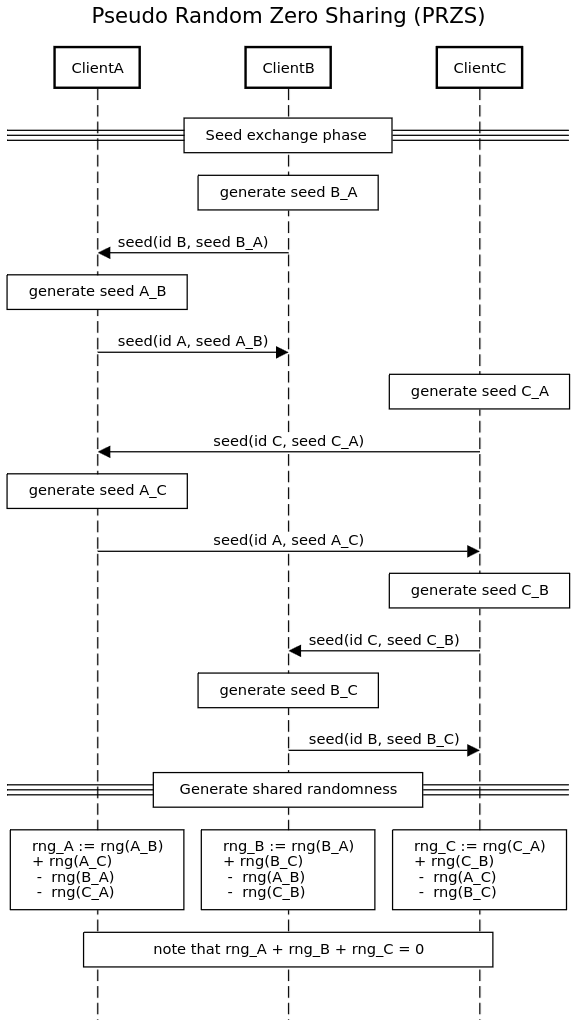 Pseudo Random Zero Sharing (PRZS)
ClientA ClientB ClientC
Seed exchange phase
generate seed B_A
seed(id B, seed B_A)
generate seed A_B
seed(id A, seed A_B)
generate seed C_A
seed(id C, seed C_A)
generate seed A_C
seed(id A, seed A_C)
generate seed C_B
seed(id C, seed C_B)
generate seed B_C
seed(id B, seed B_C)
Generate shared randomness
rng_A := rng(A_B)
+ rng(A_C)
- rng(B_A)
- rng(C_A)
rng_B := rng(B_A)
+ rng(B_C)
- rng(A_B)
- rng(C_B)
rng_C := rng(C_A)
+ rng(C_B)
- rng(A_C)
- rng(B_C)
note that rng_A + rng_B + rng_C = 0